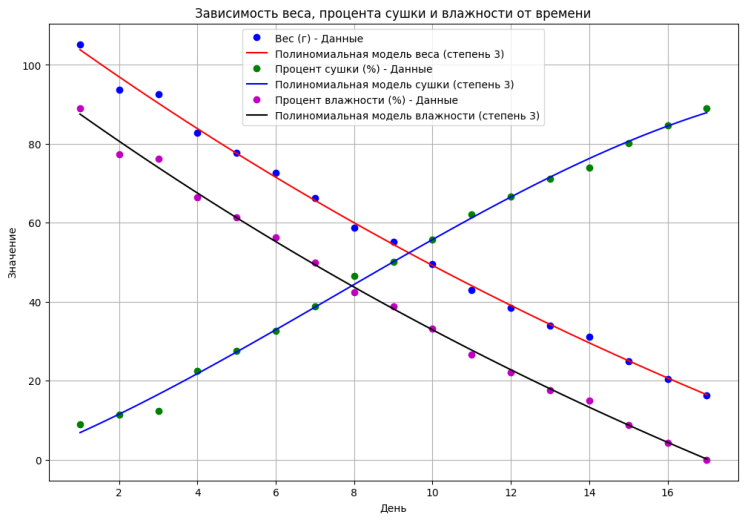 Зависимость веса, процента сушки и влажности от времени
Вес (г) - Данные
Полиномиальная модель веса (степень 3)
Процент сушки (%) - Данные
Полиномиальная модель сушки (степень 3)
Процент влажности (%) - Данные
Полиномиальная модель влажности (степень 3)
Значение
100
80
60
40
20
0
2 4 6 8 10 12 14 16
День